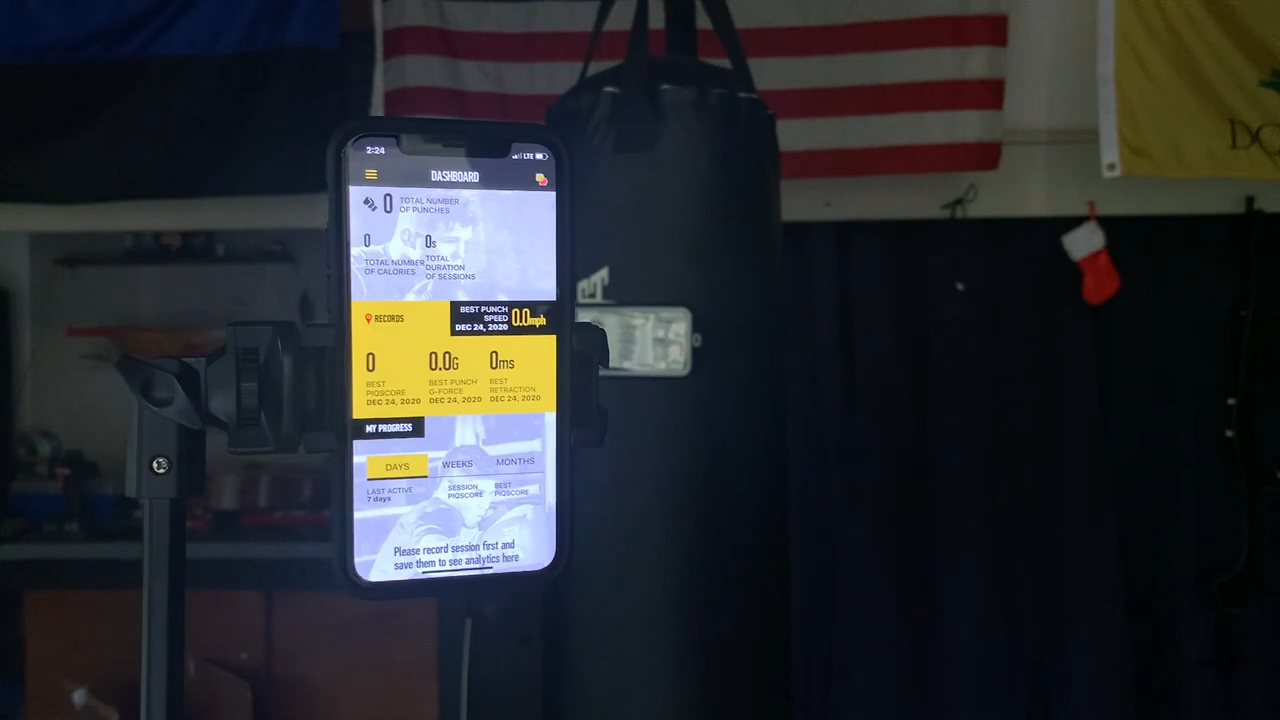 2:24
LTE
DASHBOARD
0 TOTAL NUMBER
OF PUNCHES
0
TOTAL NUMBER
OF CALORIES
0s
TOTAL
DURATION
OF SESSIONS
RECORDS
BEST PUNCH
SPEED
DEC 24, 2020
0.0mph
0
BEST
PIQSCORE
DEC 24, 2020
0.0G
BEST PUNCH
G-FORCE
DEC 24, 2020
0ms
BEST
RETRACTION
DEC 24, 2020
MY PROGRESS
DAYS
WEEKS
MONTHS
LAST ACTIVE
7 days
SESSION
PIQSCORE
BEST
PIQSCORE
Please record session first and
save them to see analytics here